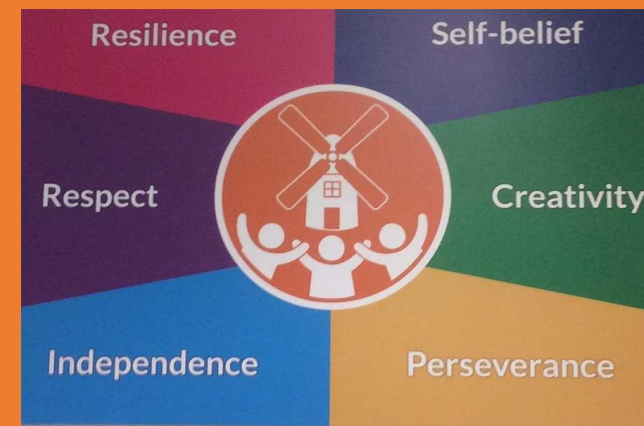 Resilience
Self-belief
Respect
Creativity
Independence
Perseverance